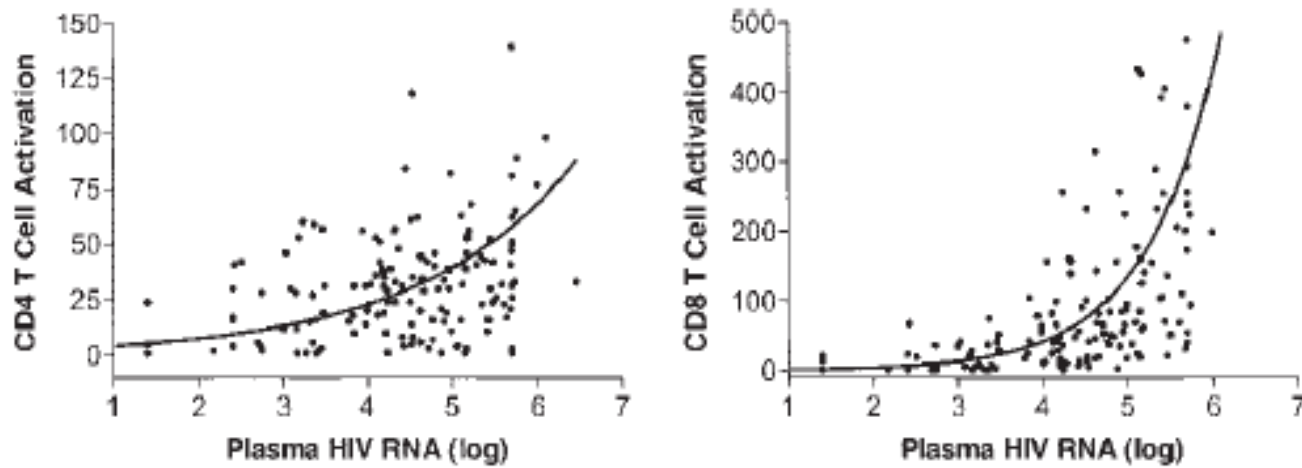 150
125
100
75
50
25
0
CD4 T Cell Activation
1 2 3 4 5 6 7
Plasma HIV RNA (log)
500
400
300
200
100
0
CD8 T Cell Activation
1 2 3 4 5 6 7
Plasma HIV RNA (log)